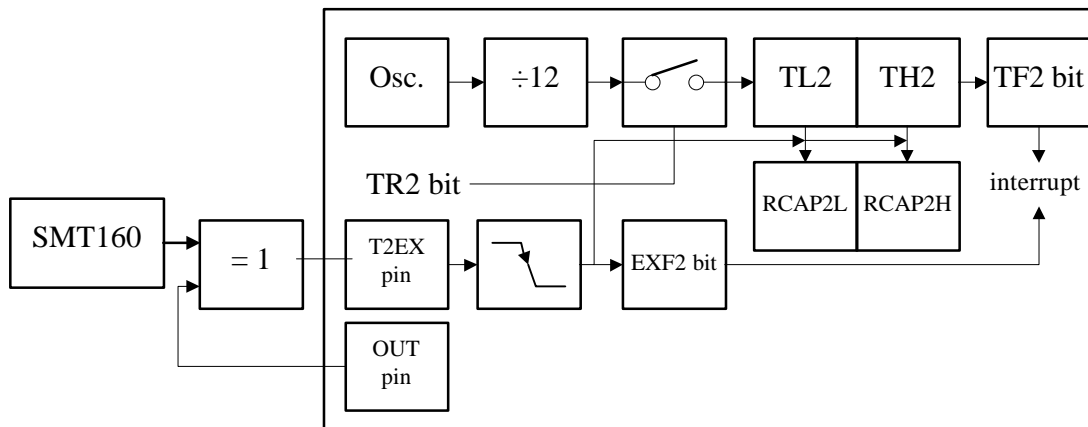 Osc.
÷12
TL2
TH2
TF2 bit
TR2 bit
RCAP2L
RCAP2H
interrupt
SMT160
= 1
T2EX
pin
EXF2 bit
OUT
pin